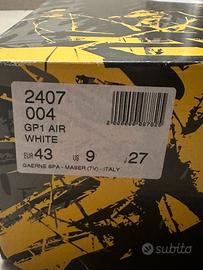 2407
004
GP1 AIR
WHITE
EUR 43 US 9 27
GAERNE SPA - MASER (TV) - ITALY
subito